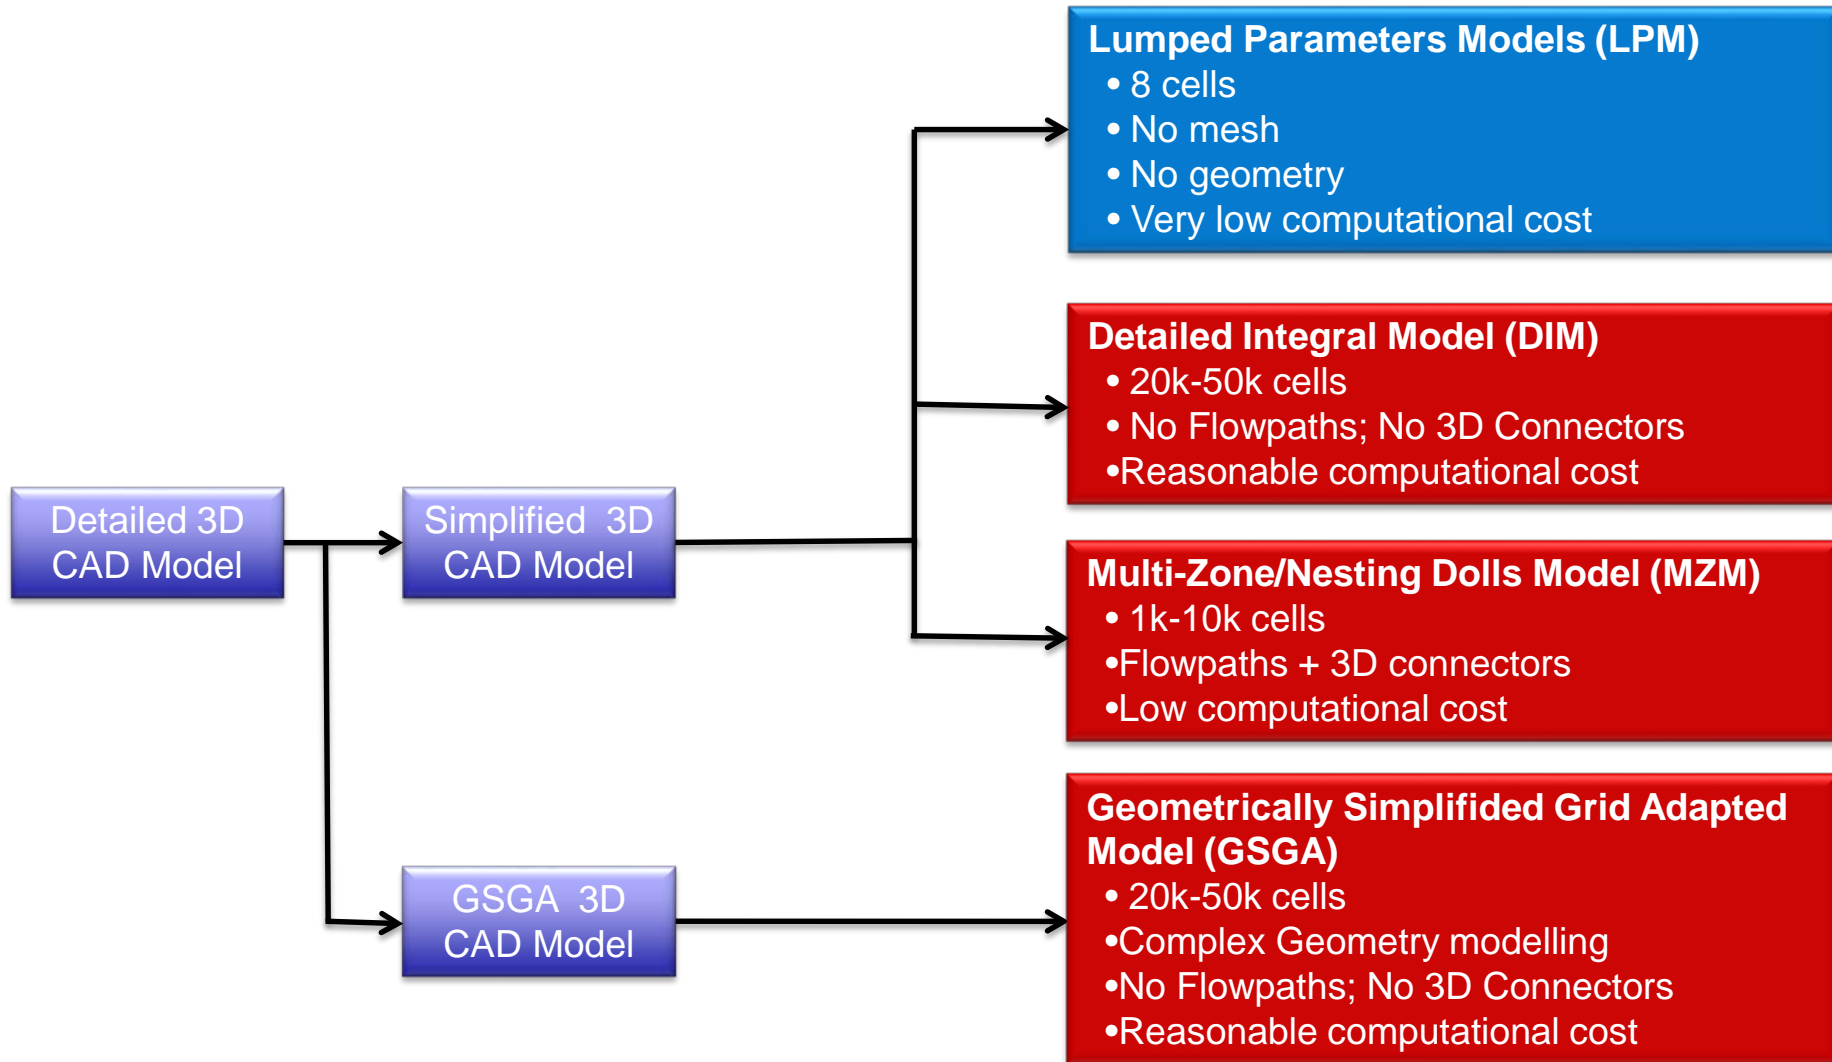 Lumped Parameters Models (LPM)
• 8 cells
• No mesh
• No geometry
• Very low computational cost
Detailed Integral Model (DIM)
• 20k-50k cells
• No Flowpaths; No 3D Connectors
•Reasonable computational cost
Detailed 3D
CAD Model
Simplified 3D
CAD Model
Multi-Zone/Nesting Dolls Model (MZM)
• 1k-10k cells
•Flowpaths + 3D connectors
•Low computational cost
GSGA 3D
CAD Model
Geometrically Simplifided Grid Adapted
Model (GSGA)
• 20k-50k cells
•Complex Geometry modelling
•No Flowpaths; No 3D Connectors
•Reasonable computational cost